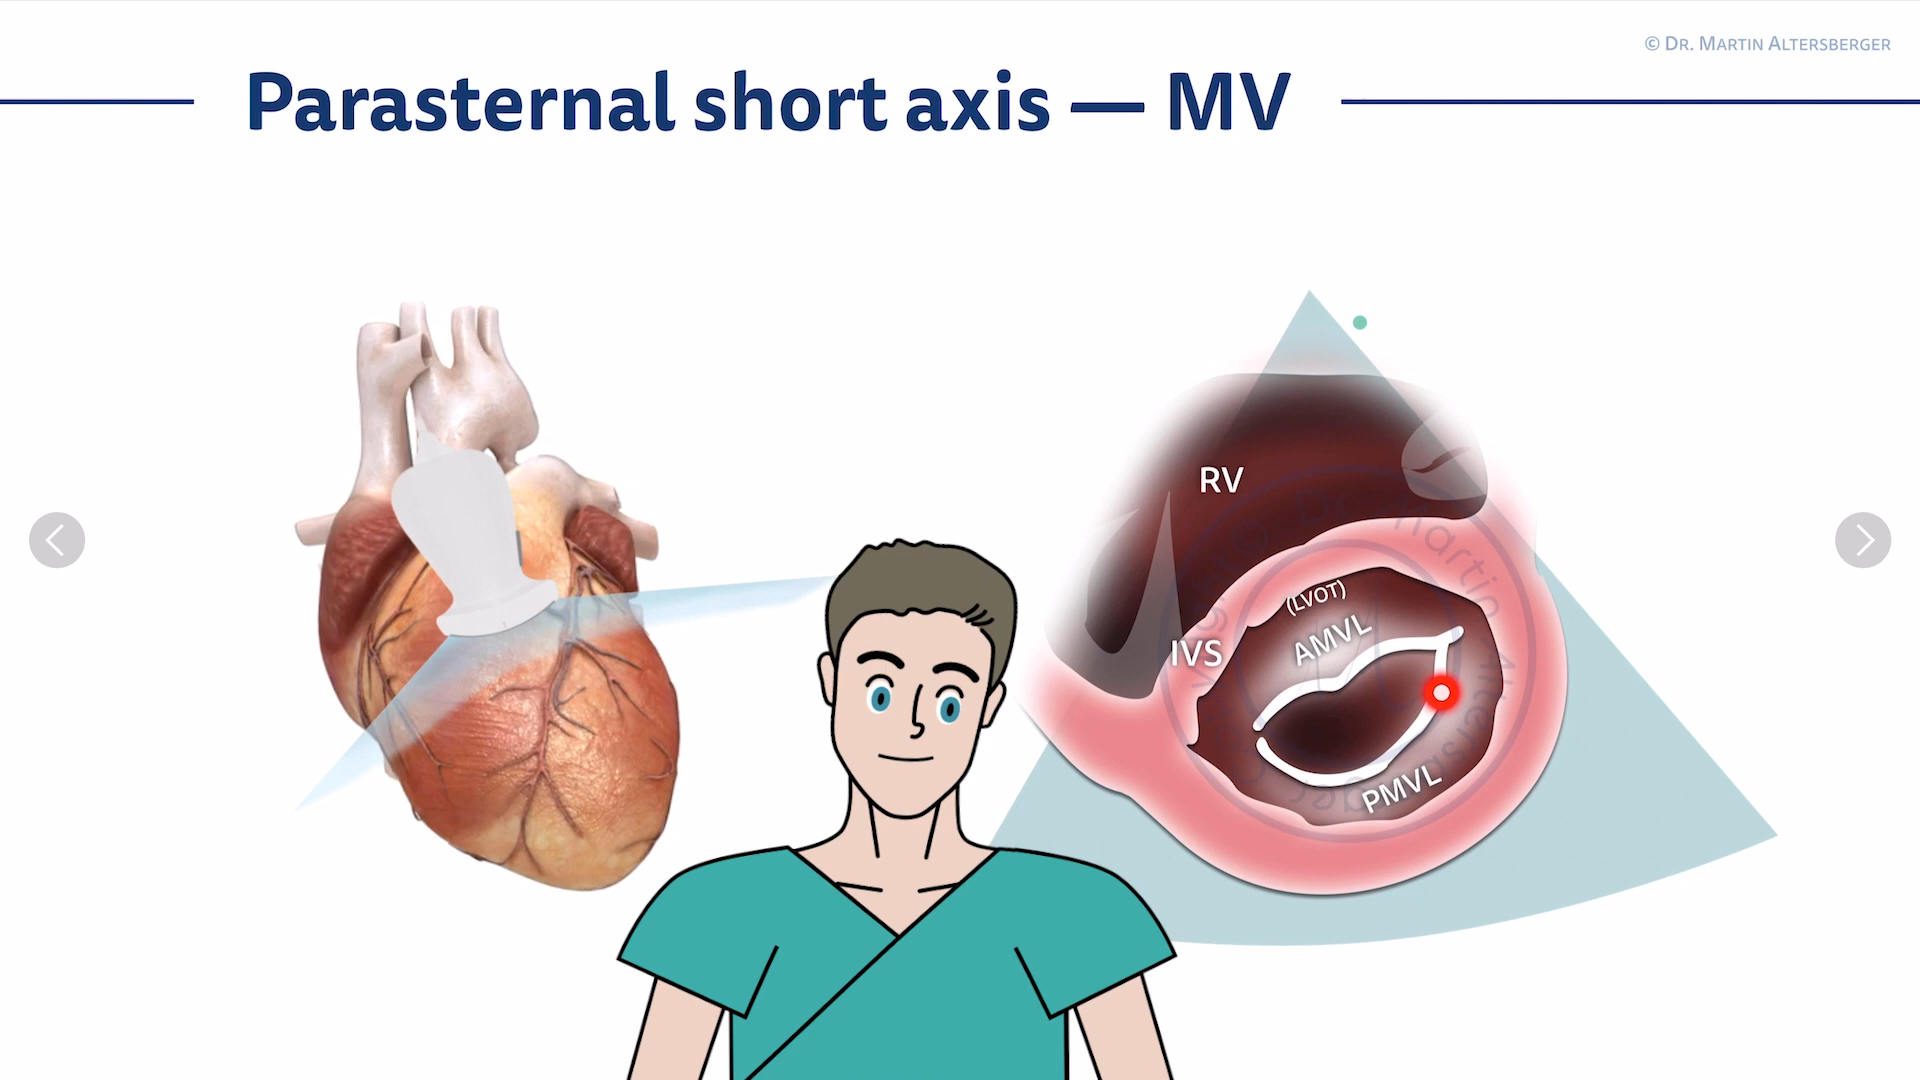 © DR. MARTIN ALTERSBERGER
Parasternal short axis — MV
RV
(LVOT)
AMVL
IVS
PMVL